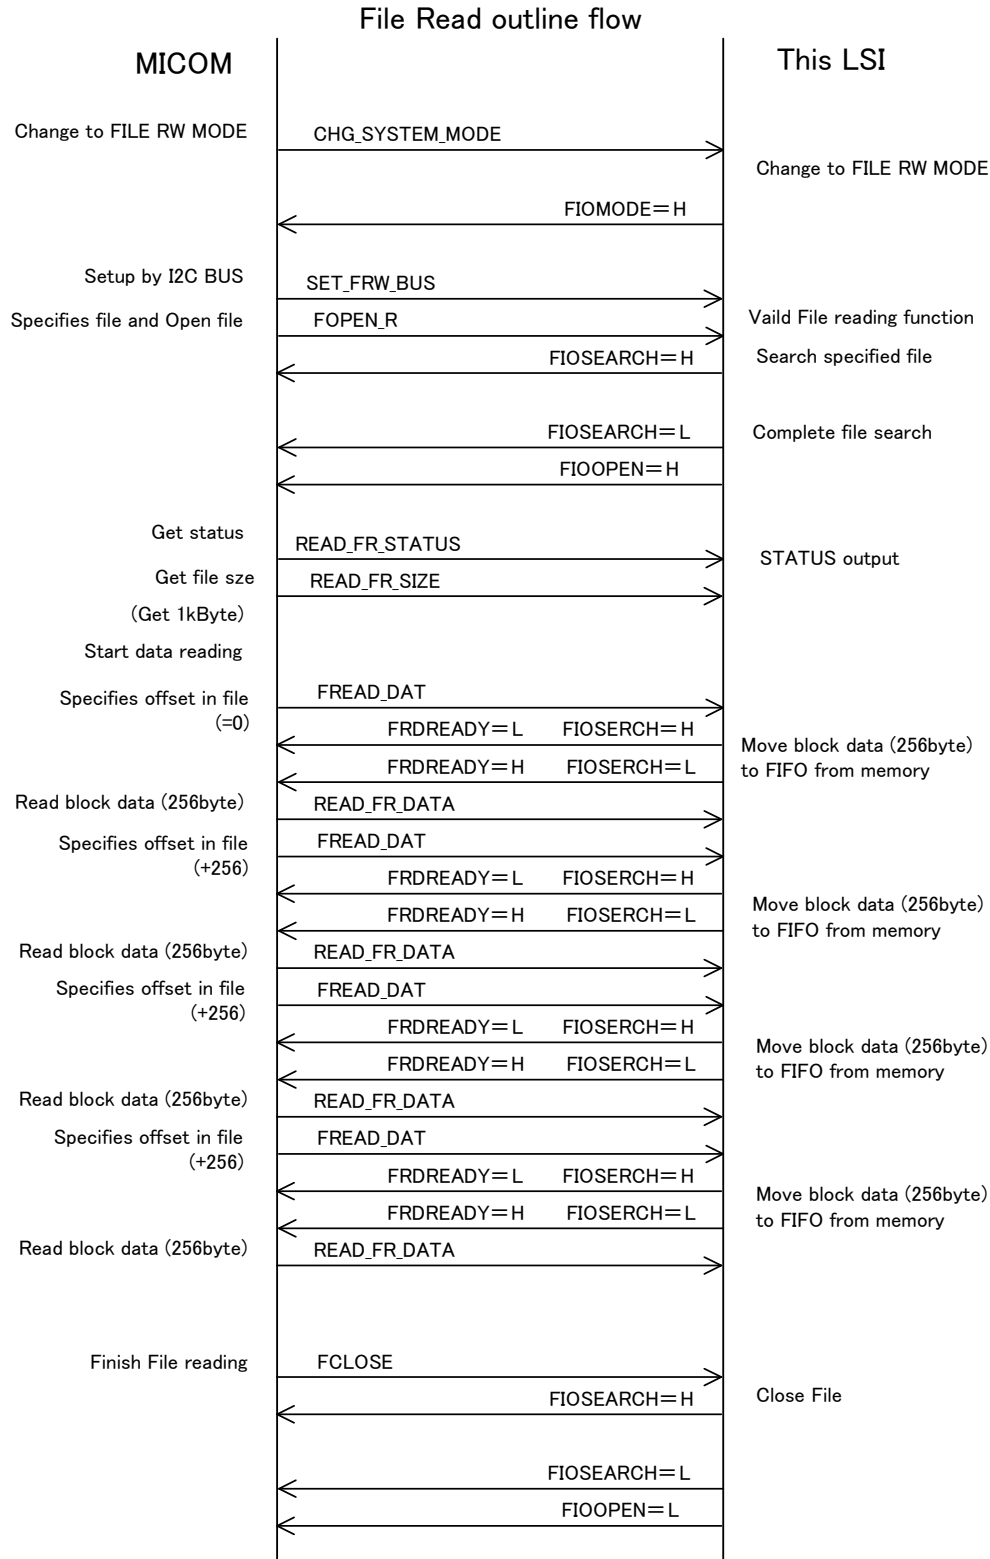 File Read outline flow
MICOM
This LSI
Change to FILE RW MODE
CHG_SYSTEM_MODE
Change to FILE RW MODE
FIOMODE＝H
Setup by I2C BUS
SET_FRW_BUS
Specifies file and Open file
FOPEN_R
Vaild File reading function
FIOSEARCH＝H
Search specified file
FIOSEARCH＝L
Complete file search
FIOOPEN＝H
Get status
READ_FR_STATUS
STATUS output
Get file sze
READ_FR_SIZE
(Get 1kByte)
Start data reading
Specifies offset in file
(=0)
FREAD_DAT
FRDREADY＝L FIOSERCH＝H
Move block data (256byte)
to FIFO from memory
FRDREADY＝H FIOSERCH＝L
Read block data (256byte)
READ_FR_DATA
Specifies offset in file
(+256)
FREAD_DAT
FRDREADY＝L FIOSERCH＝H
Move block data (256byte)
to FIFO from memory
FRDREADY＝H FIOSERCH＝L
Read block data (256byte)
READ_FR_DATA
Specifies offset in file
(+256)
FREAD_DAT
FRDREADY＝L FIOSERCH＝H
Move block data (256byte)
to FIFO from memory
FRDREADY＝H FIOSERCH＝L
Read block data (256byte)
READ_FR_DATA
Specifies offset in file
(+256)
FREAD_DAT
FRDREADY＝L FIOSERCH＝H
Move block data (256byte)
to FIFO from memory
FRDREADY＝H FIOSERCH＝L
Read block data (256byte)
READ_FR_DATA
Finish File reading
FCLOSE
FIOSEARCH＝H
Close File
FIOSEARCH＝L
FIOOPEN＝L